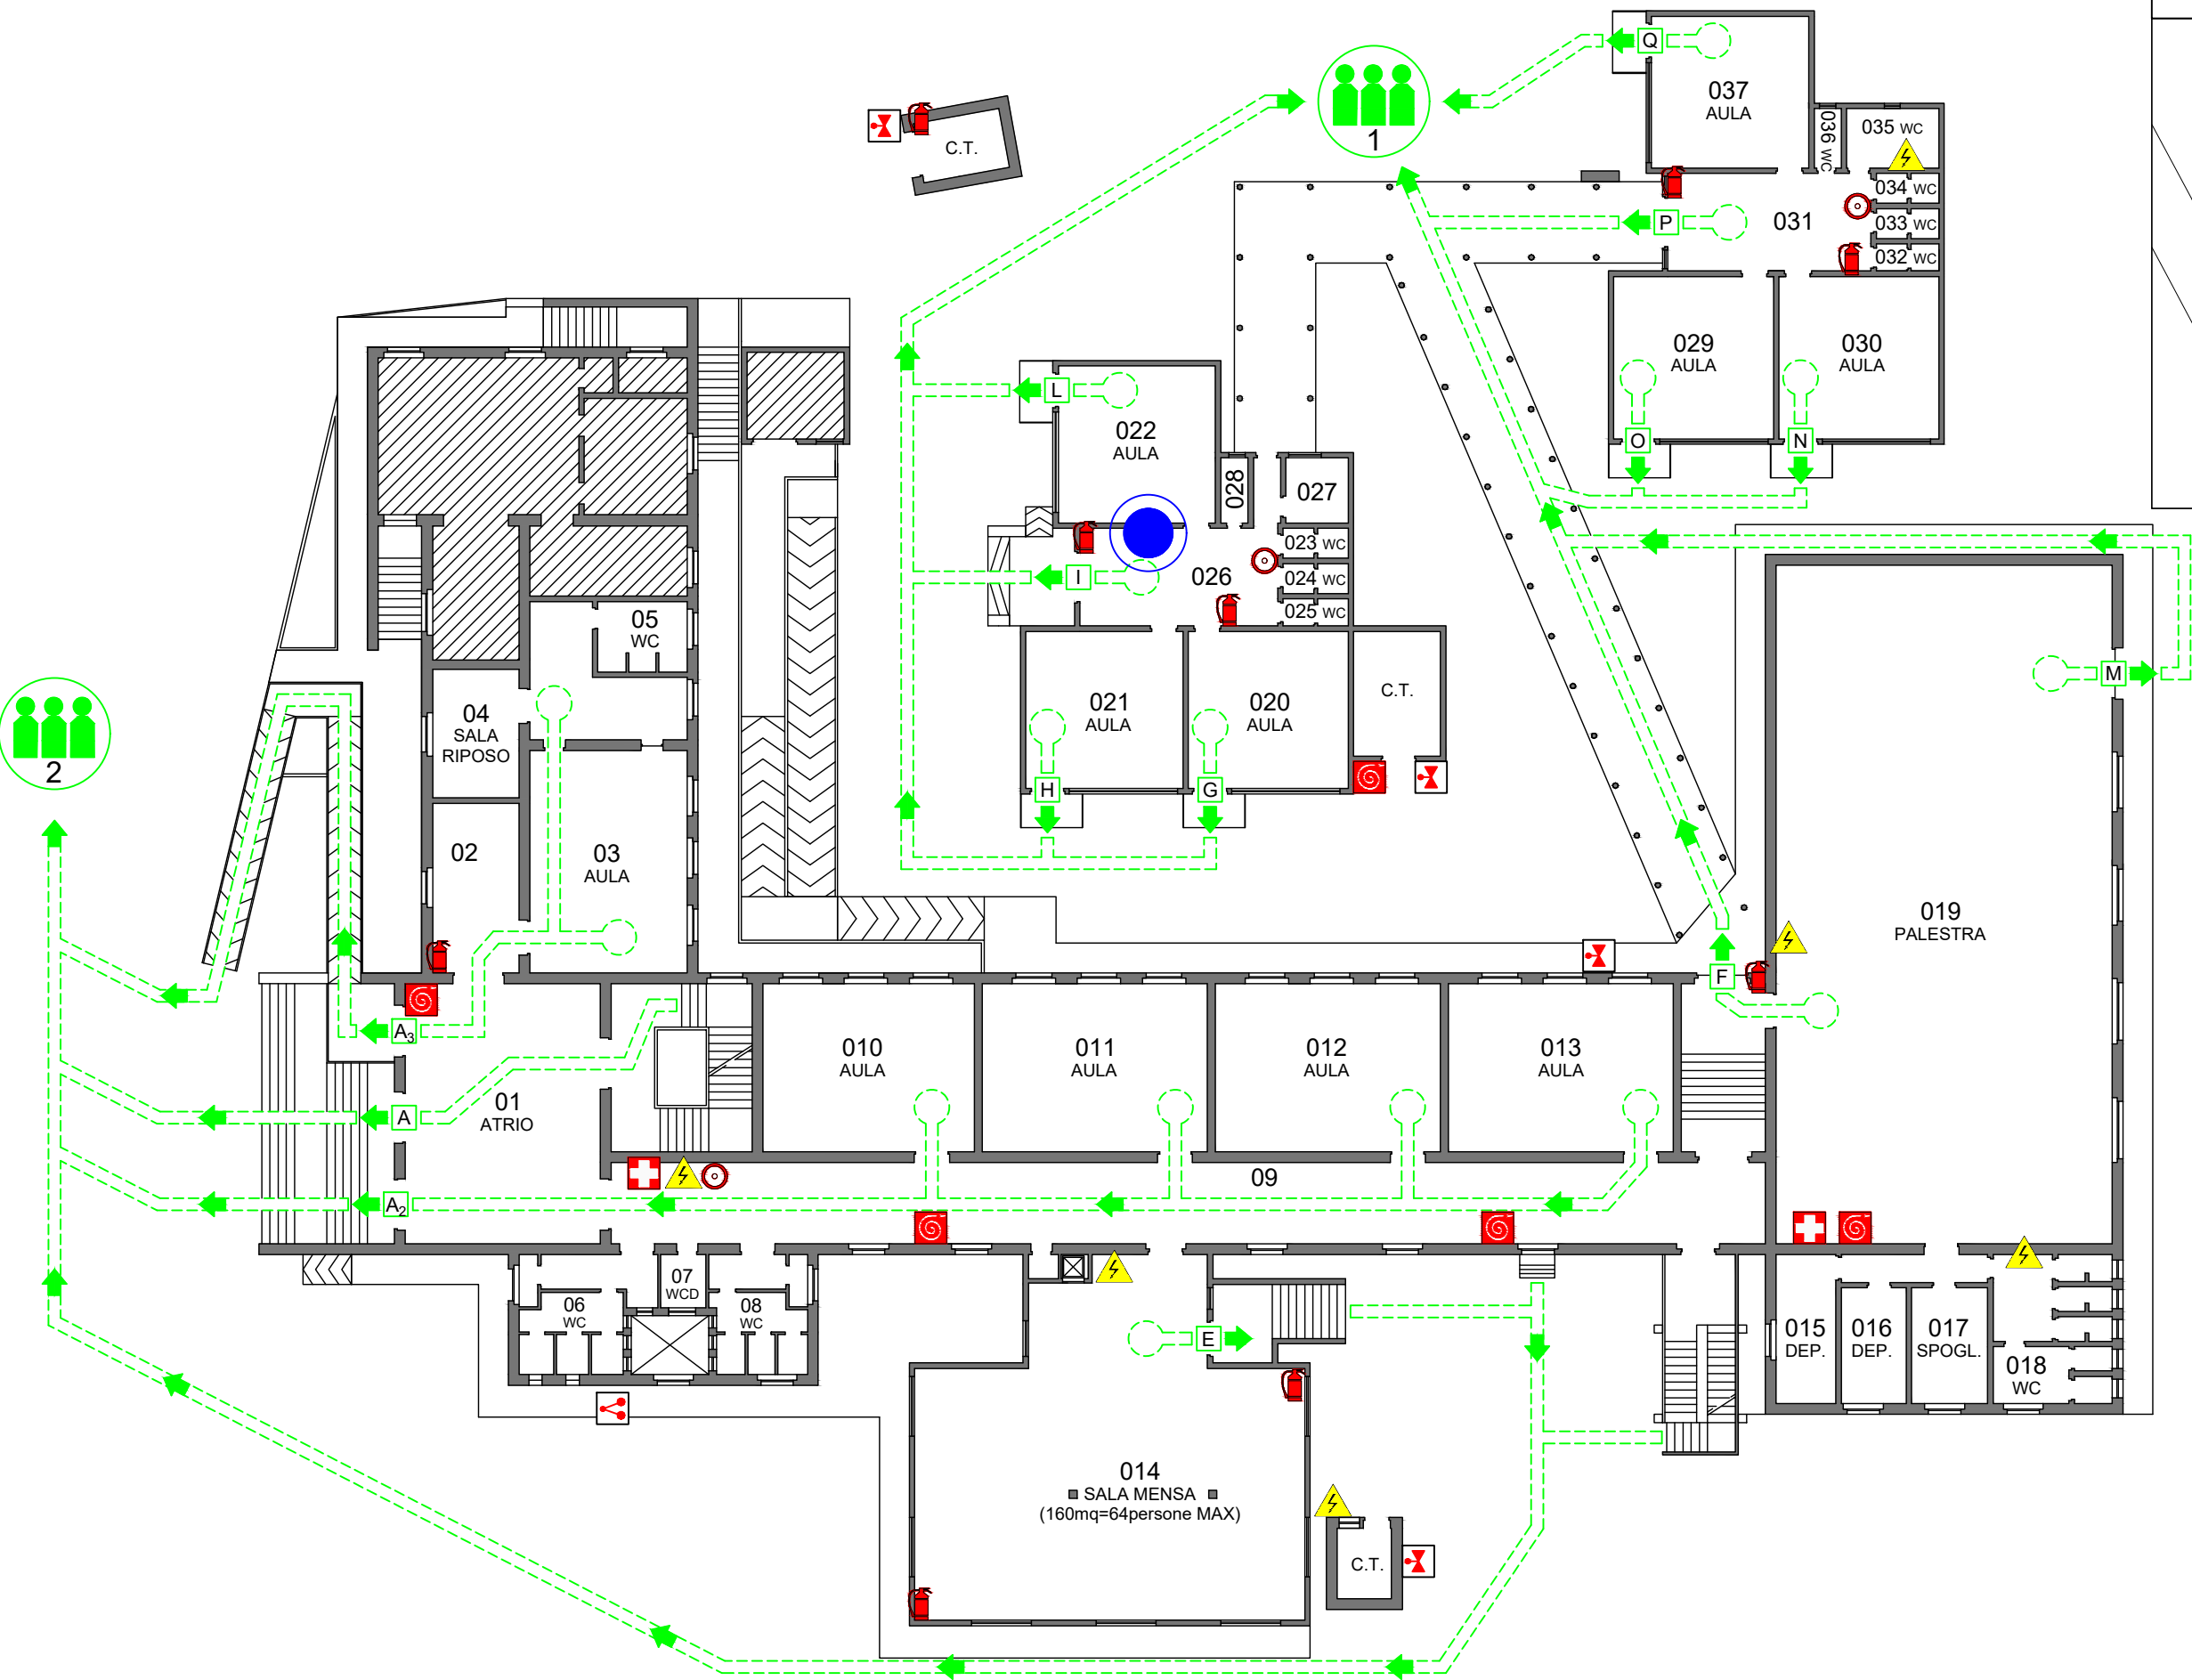 Q
037
AULA
1
036 WC
035 WC
C.T.
034 WC
P
031
033 WC
032 WC
029
AULA
030
AULA
L
022
AULA
O
N
028
027
023 WC
I
026
024 WC
025 WC
05
WC
M
2
04
SALA
RIPOSO
021
AULA
020
AULA
C.T.
H
G
02
03
AULA
019
PALESTRA
F
A3
010
AULA
011
AULA
012
AULA
013
AULA
A
01
ATRIO
09
A2
07
WCD
06
WC
08
WC
E
015
DEP.
016
DEP.
017
SPOGL.
018
WC
014
SALA MENSA
(160mq=64persone MAX)
C.T.